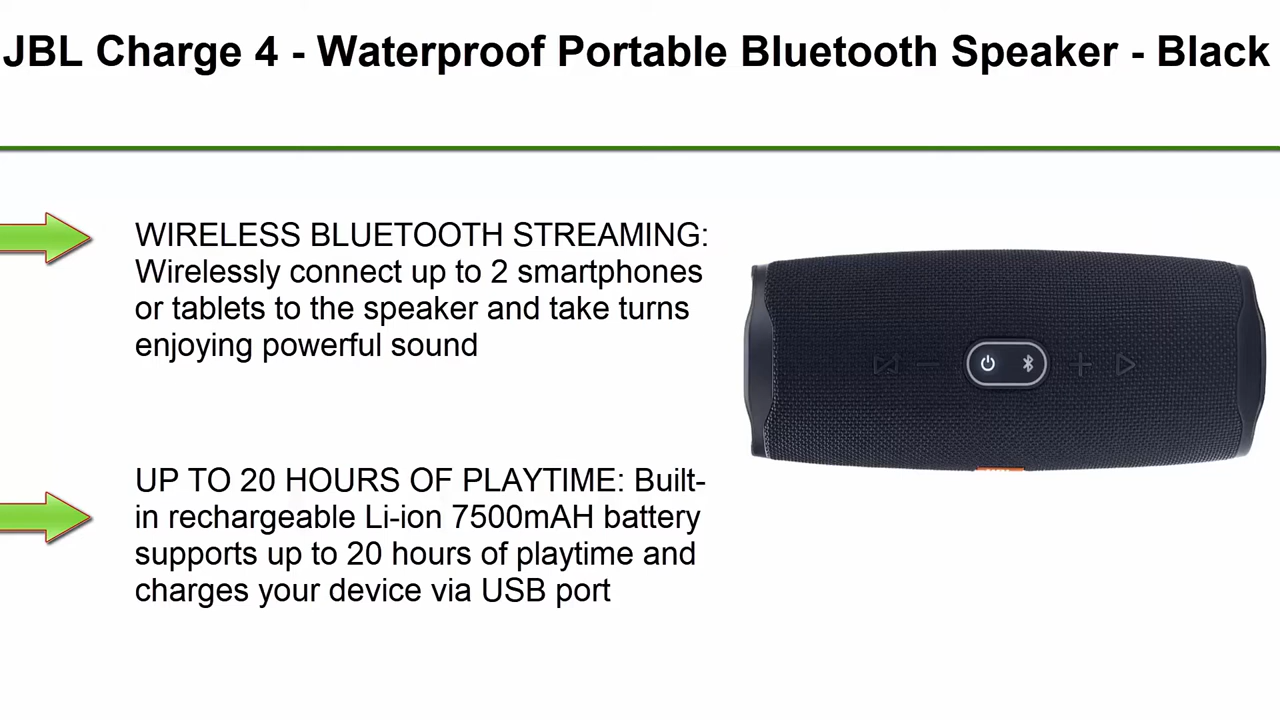 JBL Charge 4 - Waterproof Portable Bluetooth Speaker - Black
WIRELESS BLUETOOTH STREAMING:
Wirelessly connect up to 2 smartphones
or tablets to the speaker and take turns
enjoying powerful sound
UP TO 20 HOURS OF PLAYTIME: Built-
in rechargeable Li-ion 7500mAH battery
supports up to 20 hours of playtime and
charges your device via USB port